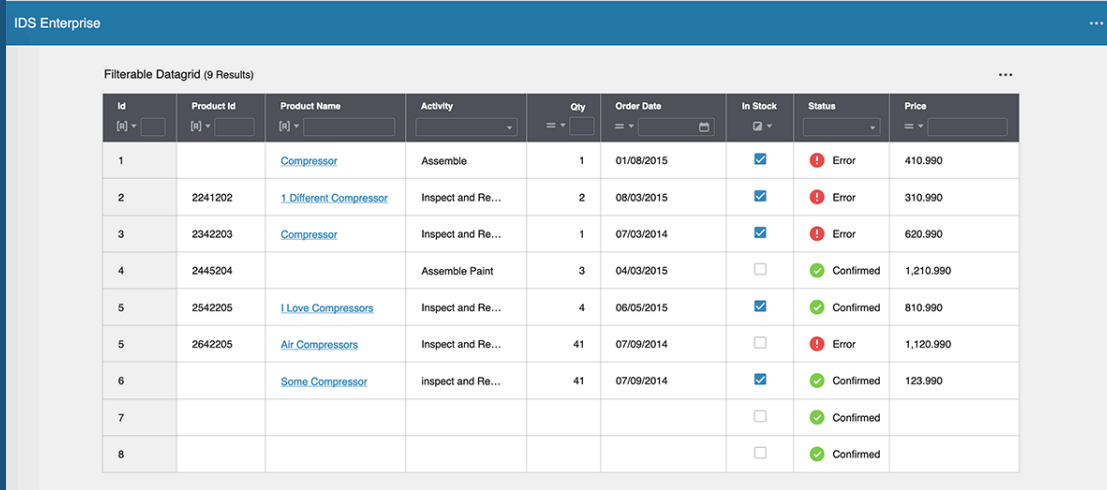 IDS Enterprise
Filterable Datagrid (9 Results)
Id Product Id Product Name Activity Qty Order Date In Stock Status Price
1 Compressor Assemble 1 01/08/2015 Error 410.990
2 2241202 1 Different Compressor Inspect and Re... 2 08/03/2015 Error 310.990
3 2342203 Compressor Inspect and Re... 1 07/03/2014 Error 620.990
4 2445204 Assemble Paint 3 04/03/2015 Confirmed 1,210.990
5 2542205 I Love Compressors Inspect and Re... 4 06/05/2015 Confirmed 810.990
5 2642205 Air Compressors Inspect and Re... 41 07/09/2014 Error 1,120.990
6 Some Compressor inspect and Re... 41 07/09/2014 Confirmed 123.990
7 Confirmed
8 Confirmed